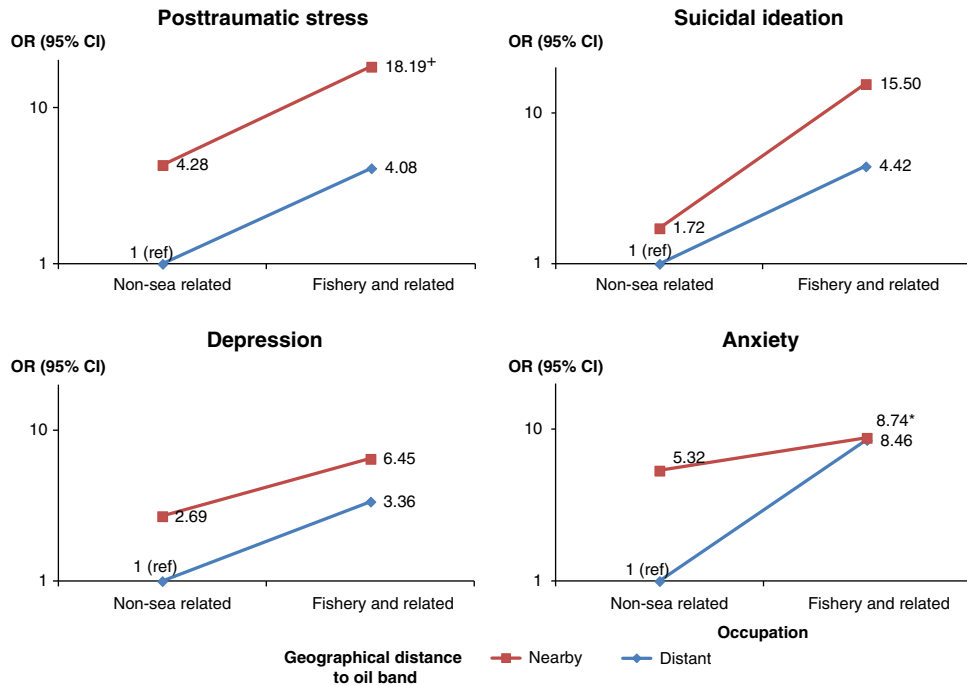 Posttraumatic stress
OR (95% CI)
18.19+
10
4.28
4.08
1 (ref)
1
Non-sea related
Fishery and related
Suicidal ideation
OR (95% CI)
15.50
10
4.42
1.72
1 (ref)
1
Non-sea related
Fishery and related
Depression
OR (95% CI)
10
6.45
2.69
3.36
1 (ref)
1
Non-sea related
Fishery and related
Anxiety
OR (95% CI)
8.74*
10
8.46
5.32
1 (ref)
1
Non-sea related
Fishery and related
Occupation
Geographical distance
to oil band
Nearby
Distant